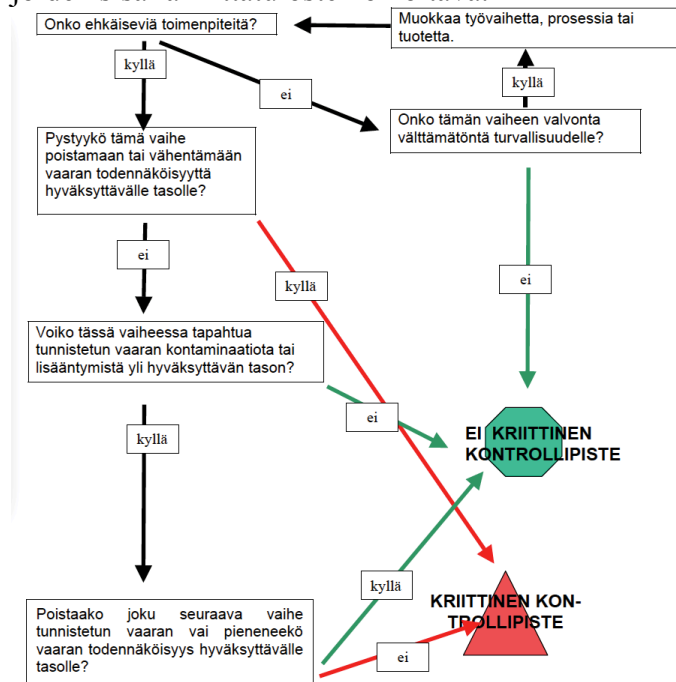 Onko ehkäiseviä toimenpiteitä?
Muokkaa työvaihetta, prosessia tai
tuotetta.
kyllä
ei
kyllä
Onko tämän vaiheen valvonta
välttämätöntä turvallisuudelle?
Pystyykö tämä vaihe
poistamaan tai vähentämään
vaaran todennäköisyyttä
hyväksyttävälle tasolle?
ei
kyllä
ei
Voiko tässä vaiheessa tapahtua
tunnistetun vaaran kontaminaatiota tai
lisääntymistä yli hyväksyttävän tason?
ei
kyllä
EI KRIITTINEN
KONTROLLIPISTE
kyllä
KRIITTINEN KON-
TROLLIPISTE
Poistaako joku seuraava vaihe
tunnistetun vaaran vai pieneneekö
vaaran todennäköisyys hyväksyttävälle
tasolle?
ei